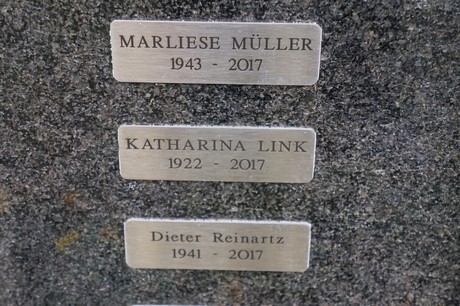 MARLIESE MÜLLER
1943 - 2017
KATHARINA LINK
1922 - 2017
Dieter Reinartz
1941 - 2017